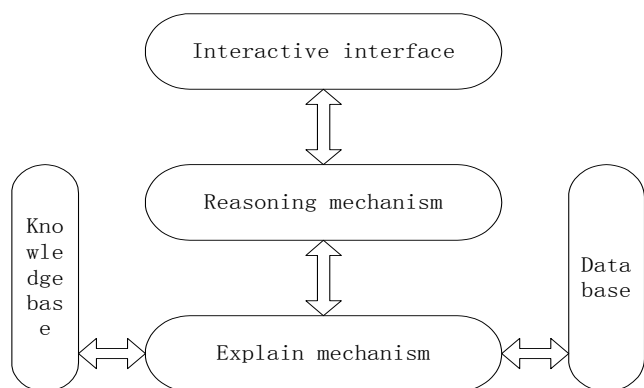 Interactive interface
Reasoning mechanism
Kno
wle
dge
bas
e
Data
base
Explain mechanism